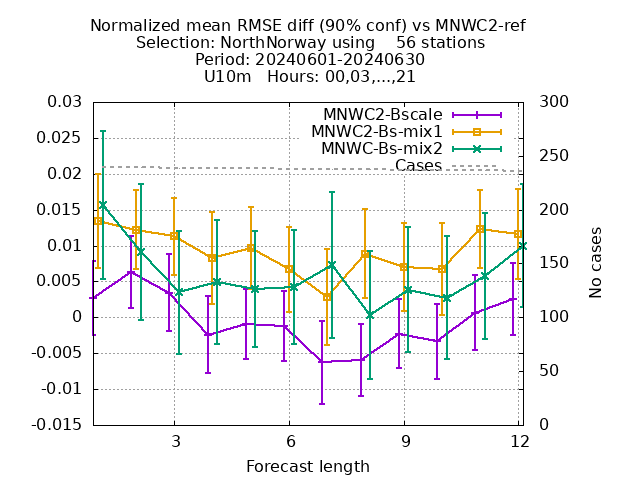 Normalized mean RMSE diff (90% conf) vs MNWC2-ref
Selection: NorthNorway using 56 stations
Period: 20240601-20240630
U10m Hours: 00,03,...,21
MNWC2-Bscale
MNWC2-Bs-mix1
MNWC-Bs-mix2
Cases
0.03
0.025
0.02
0.015
0.01
0.005
0
-0.005
-0.01
-0.015
300
250
200
150
100
50
0
No cases
3
6
9
12
Forecast length